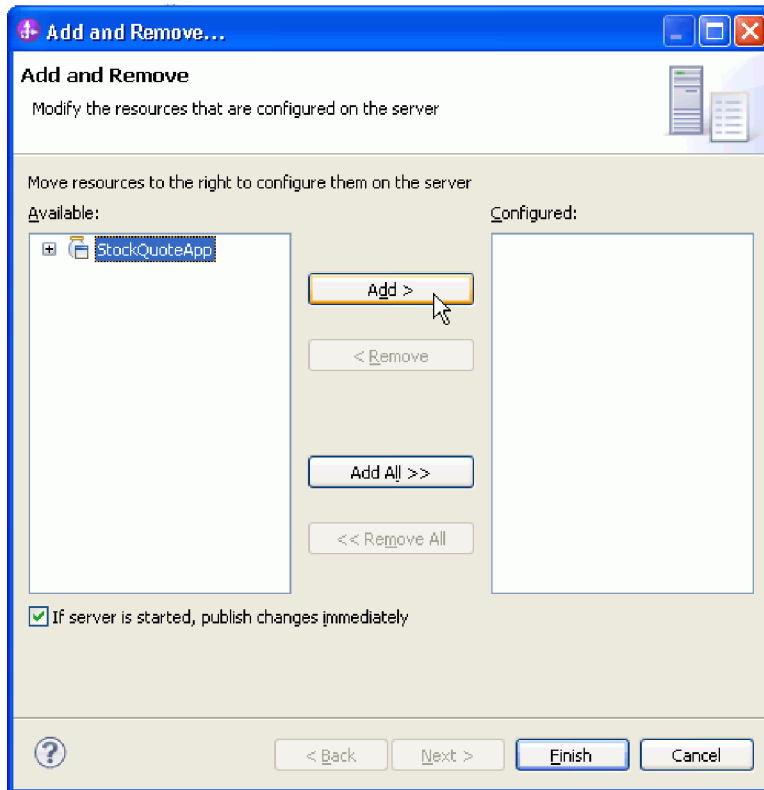 Add and Remove...
Add and Remove
Modify the resources that are configured on the server
Move resources to the right to configure them on the server
Available:
Configured:
StockQuoteApp
Add >
< Remove
Add All >>
<< Remove All
If server is started, publish changes immediately
?
< Back
Next >
Finish
Cancel